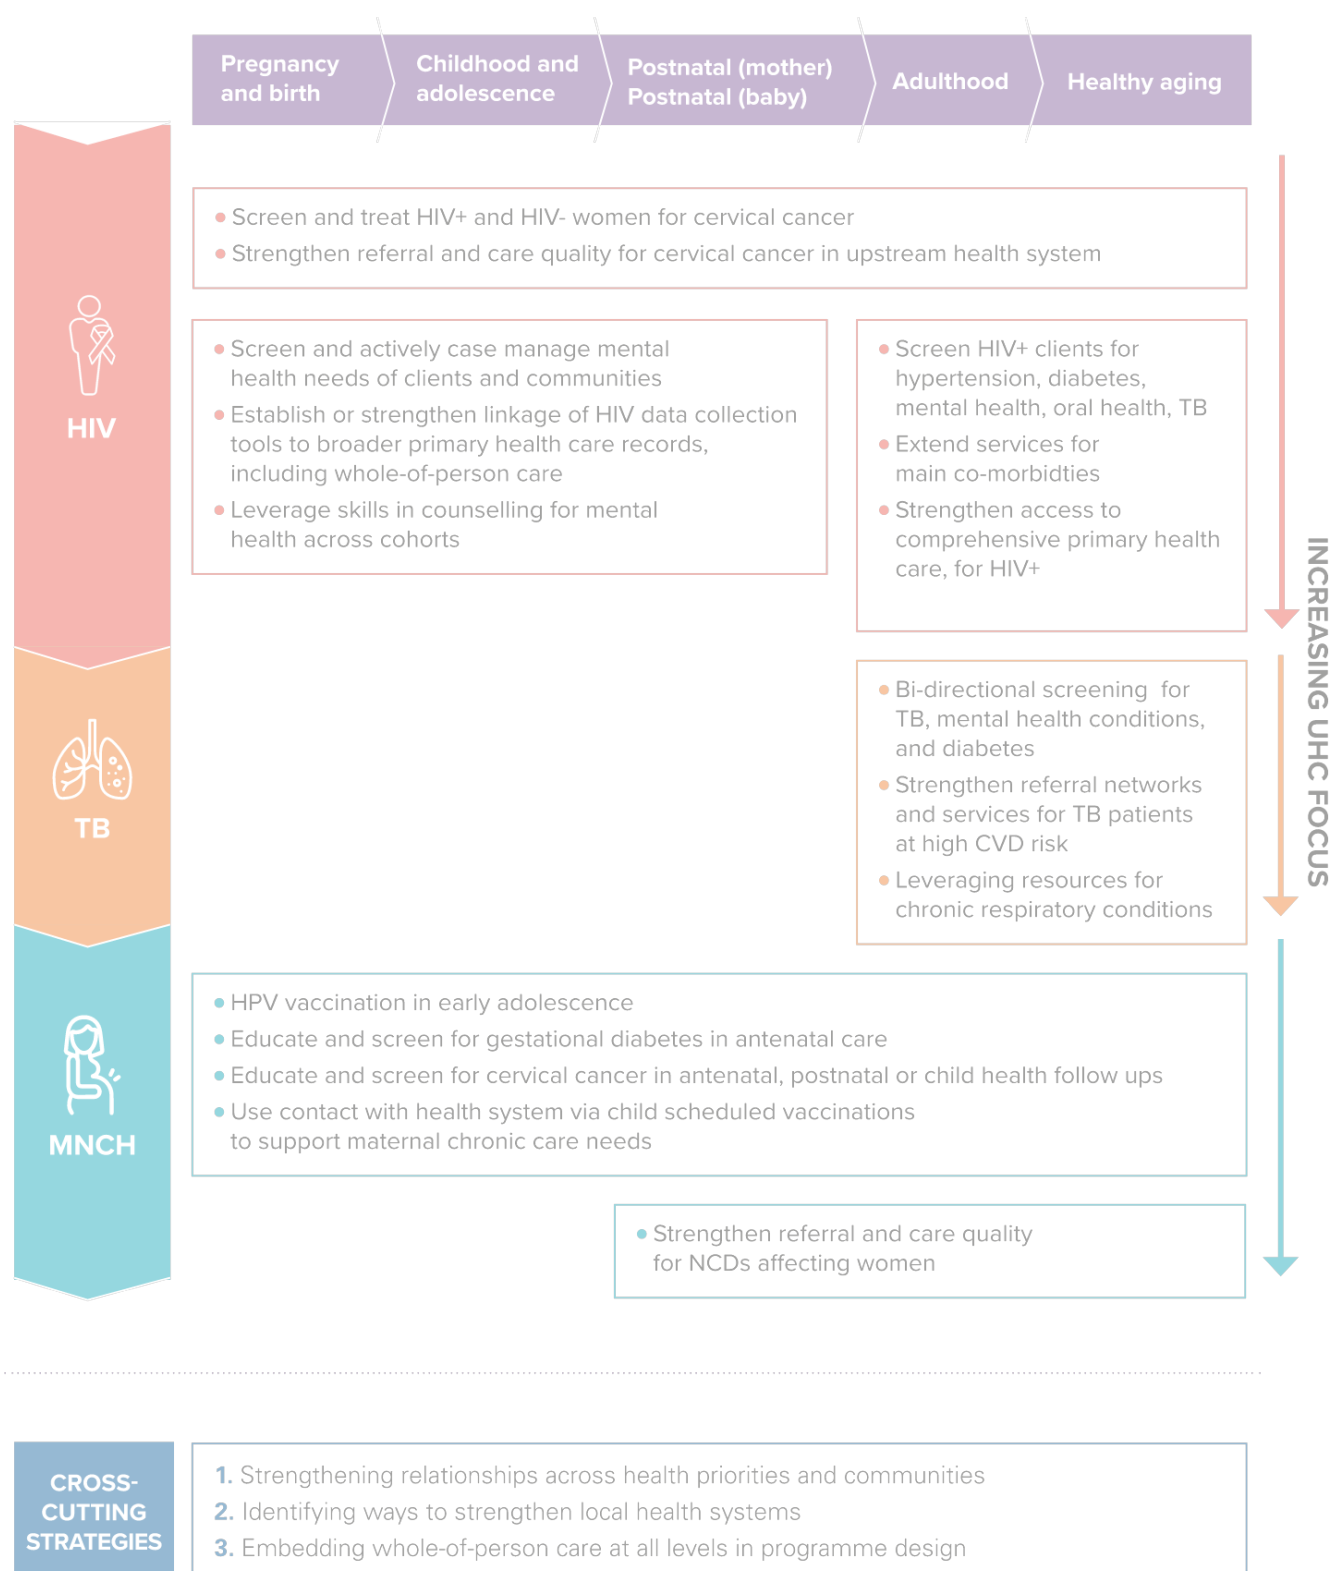 Pregnancy
and birth
Childhood and
adolescence
Postnatal (mother)
Postnatal (baby)
Adulthood
Healthy aging
HIV
Screen and treat HIV+ and HIV- women for cervical cancer
Strengthen referral and care quality for cervical cancer in upstream health system
Screen and actively case manage mental
health needs of clients and communities
Establish or strengthen linkage of HIV data collection
tools to broader primary health care records,
including whole-of-person care
Leverage skills in counselling for mental
health across cohorts
Screen HIV+ clients for
hypertension, diabetes,
mental health, oral health, TB
Extend services for
main co-morbidties
Strengthen access to
comprehensive primary health
care, for HIV+
INCREASING UHC FOCUS
TB
Bi-directional screening for
TB, mental health conditions,
and diabetes
Strengthen referral networks
and services for TB patients
at high CVD risk
Leveraging resources for
chronic respiratory conditions
MNCH
HPV vaccination in early adolescence
Educate and screen for gestational diabetes in antenatal care
Educate and screen for cervical cancer in antenatal, postnatal or child health follow ups
Use contact with health system via child scheduled vaccinations
to support maternal chronic care needs
Strengthen referral and care quality
for NCDs affecting women
CROSS-
CUTTING
STRATEGIES
1. Strengthening relationships across health priorities and communities
2. Identifying ways to strengthen local health systems
3. Embedding whole-of-person care at all levels in programme design